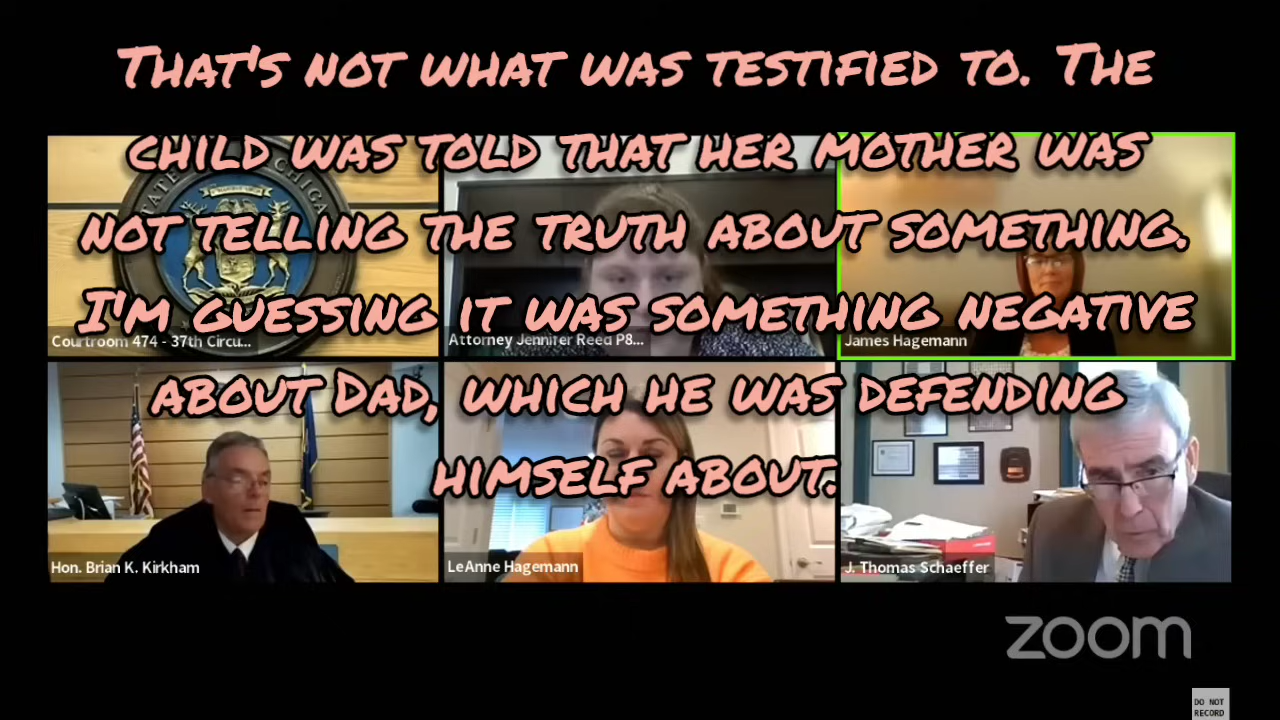 That's not what was testified to. The
child was told that her mother was
not telling the truth about something.
I'm guessing it was something negative
about Dad, which he was defending
himself about.
Courtroom 474 - 37th Circu...
Attorney Jennifer Reed P8...
James Hagemann
Hon. Brian K. Kirkham
LeAnne Hagemann
J. Thomas Schaeffer
zoom
DO NOT
RECORD